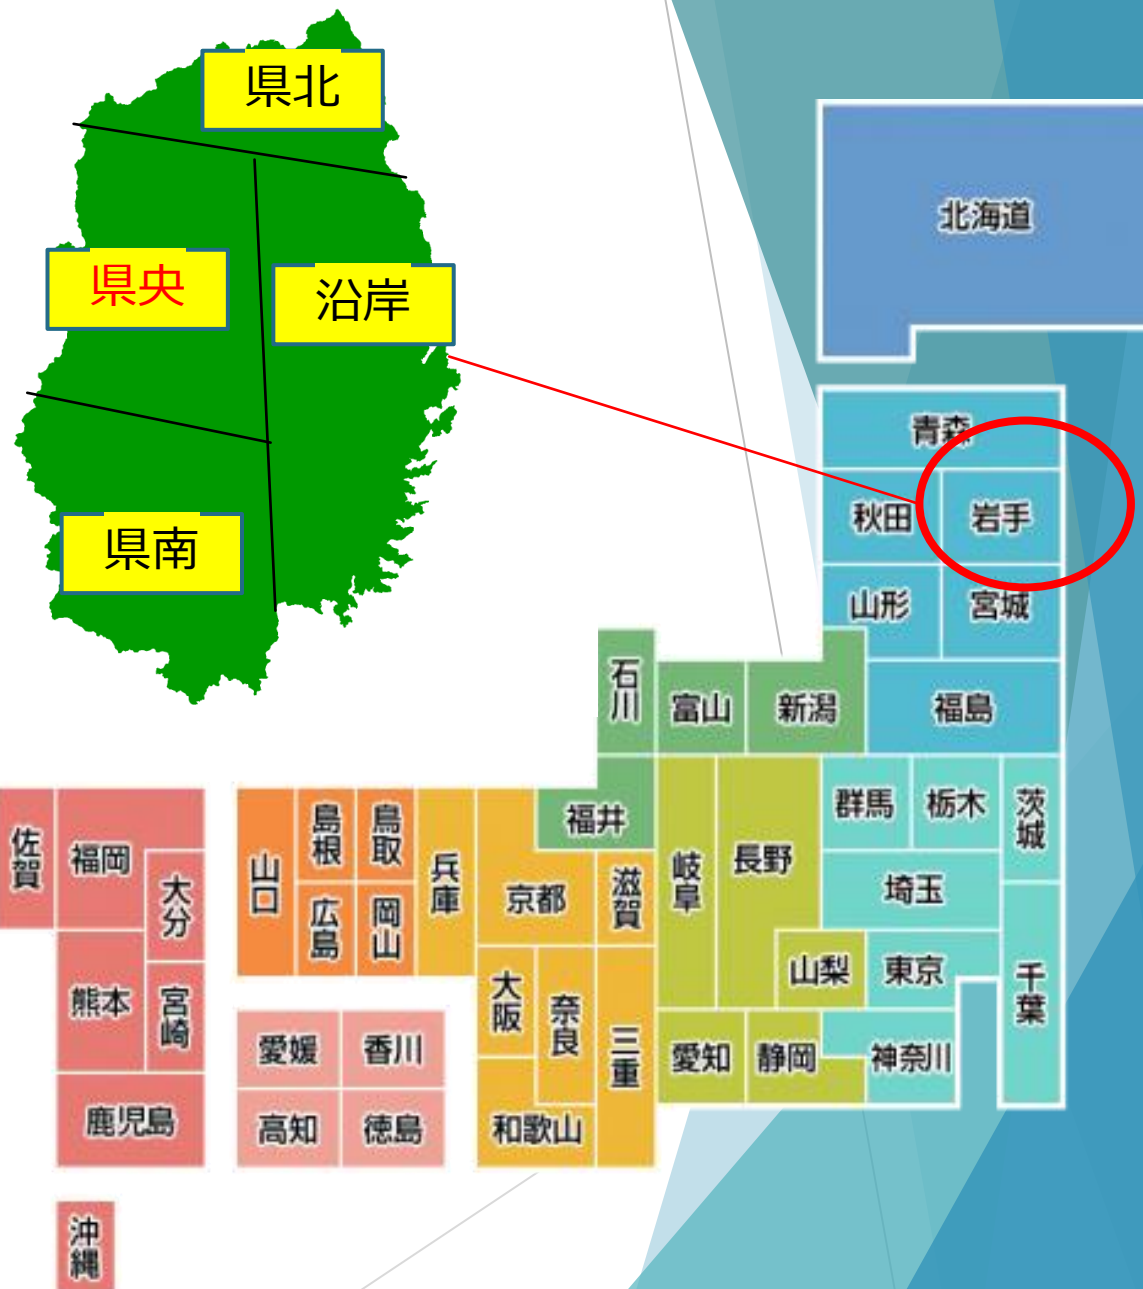 県北
県央
沿岸
県南
北海道
青森
秋田
岩手
山形
宮城
石川
富山
新潟
福島
福井
群馬
栃木
茨城
佐賀
福岡
大分
山口
島根
鳥取
兵庫
京都
滋賀
岐阜
長野
埼玉
広島
岡山
熊本
宮崎
大阪
奈良
三重
山梨
東京
千葉
愛媛
香川
愛知
静岡
神奈川
鹿児島
高知
徳島
和歌山
沖縄